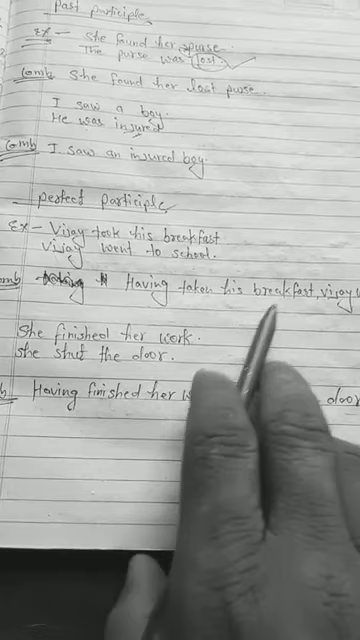 Past participle
Ex - She found her purse.
The purse was lost.
Comb She found her lost purse.
I saw a boy.
He was injured
Comb I saw an injured boy.
perfect participle
Ex - Vijay took his breakfast
Vijay went to school.
Having taken his breakfast, Vijay
She finished her work.
She shut the door.
Having finished her door